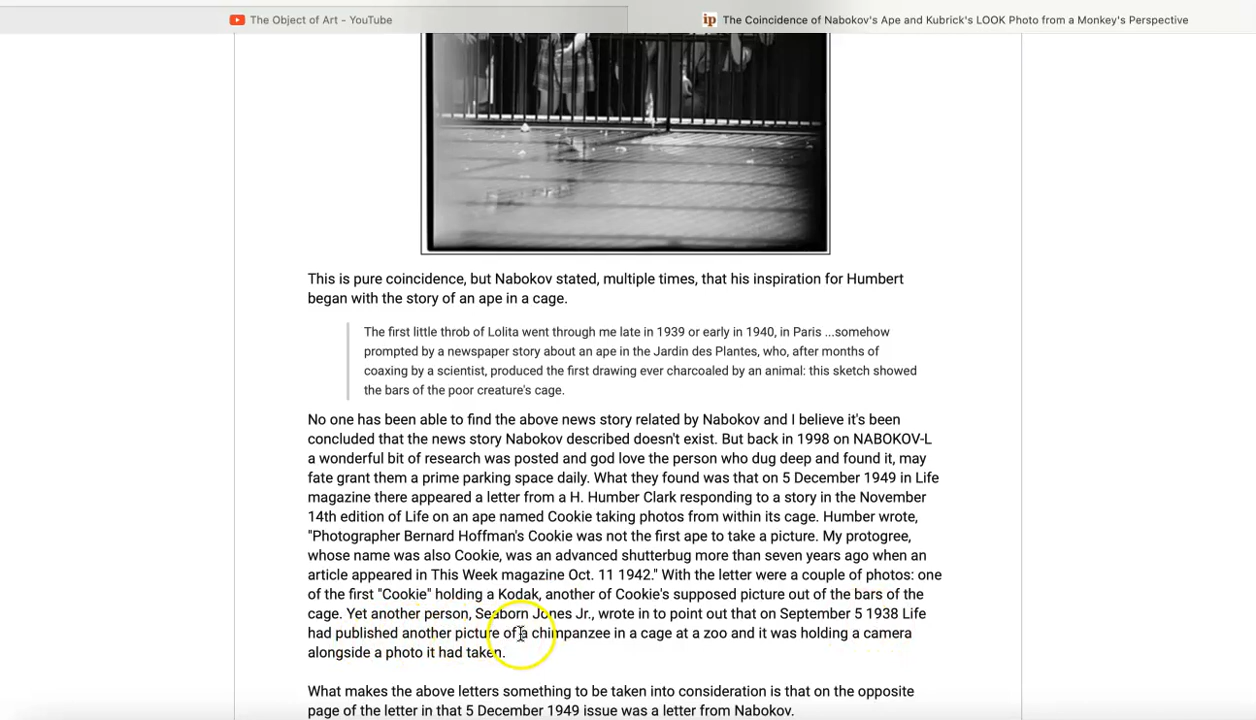 The Object of Art - YouTube
ip The Coincidence of Nabokov's Ape and Kubrick's LOOK Photo from a Monkey's Perspective
This is pure coincidence, but Nabokov stated, multiple times, that his inspiration for Humbert
began with the story of an ape in a cage.
The first little throb of Lolita went through me late in 1939 or early in 1940, in Paris ...somehow
prompted by a newspaper story about an ape in the Jardin des Plantes, who, after months of
coaxing by a scientist, produced the first drawing ever charcoaled by an animal: this sketch showed
the bars of the poor creature's cage.
No one has been able to find the above news story related by Nabokov and I believe it's been
concluded that the news story Nabokov described doesn't exist. But back in 1998 on NABOKOV-L
a wonderful bit of research was posted and god love the person who dug deep and found it, may
fate grant them a prime parking space daily. What they found was that on 5 December 1949 in Life
magazine there appeared a letter from a H. Humber Clark responding to a story in the November
14th edition of Life on an ape named Cookie taking photos from within its cage. Humber wrote,
"Photographer Bernard Hoffman's Cookie was not the first ape to take a picture. My protogree,
whose name was also Cookie, was an advanced shutterbug more than seven years ago when an
article appeared in This Week magazine Oct. 11 1942." With the letter were a couple of photos: one
of the first "Cookie" holding a Kodak, another of Cookie's supposed picture out of the bars of the
cage. Yet another person, Seaborn Jones Jr., wrote in to point out that on September 5 1938 Life
had published another picture of a chimpanzee in a cage at a zoo and it was holding a camera
alongside a photo it had taken.
What makes the above letters something to be taken into consideration is that on the opposite
page of the letter in that 5 December 1949 issue was a letter from Nabokov.